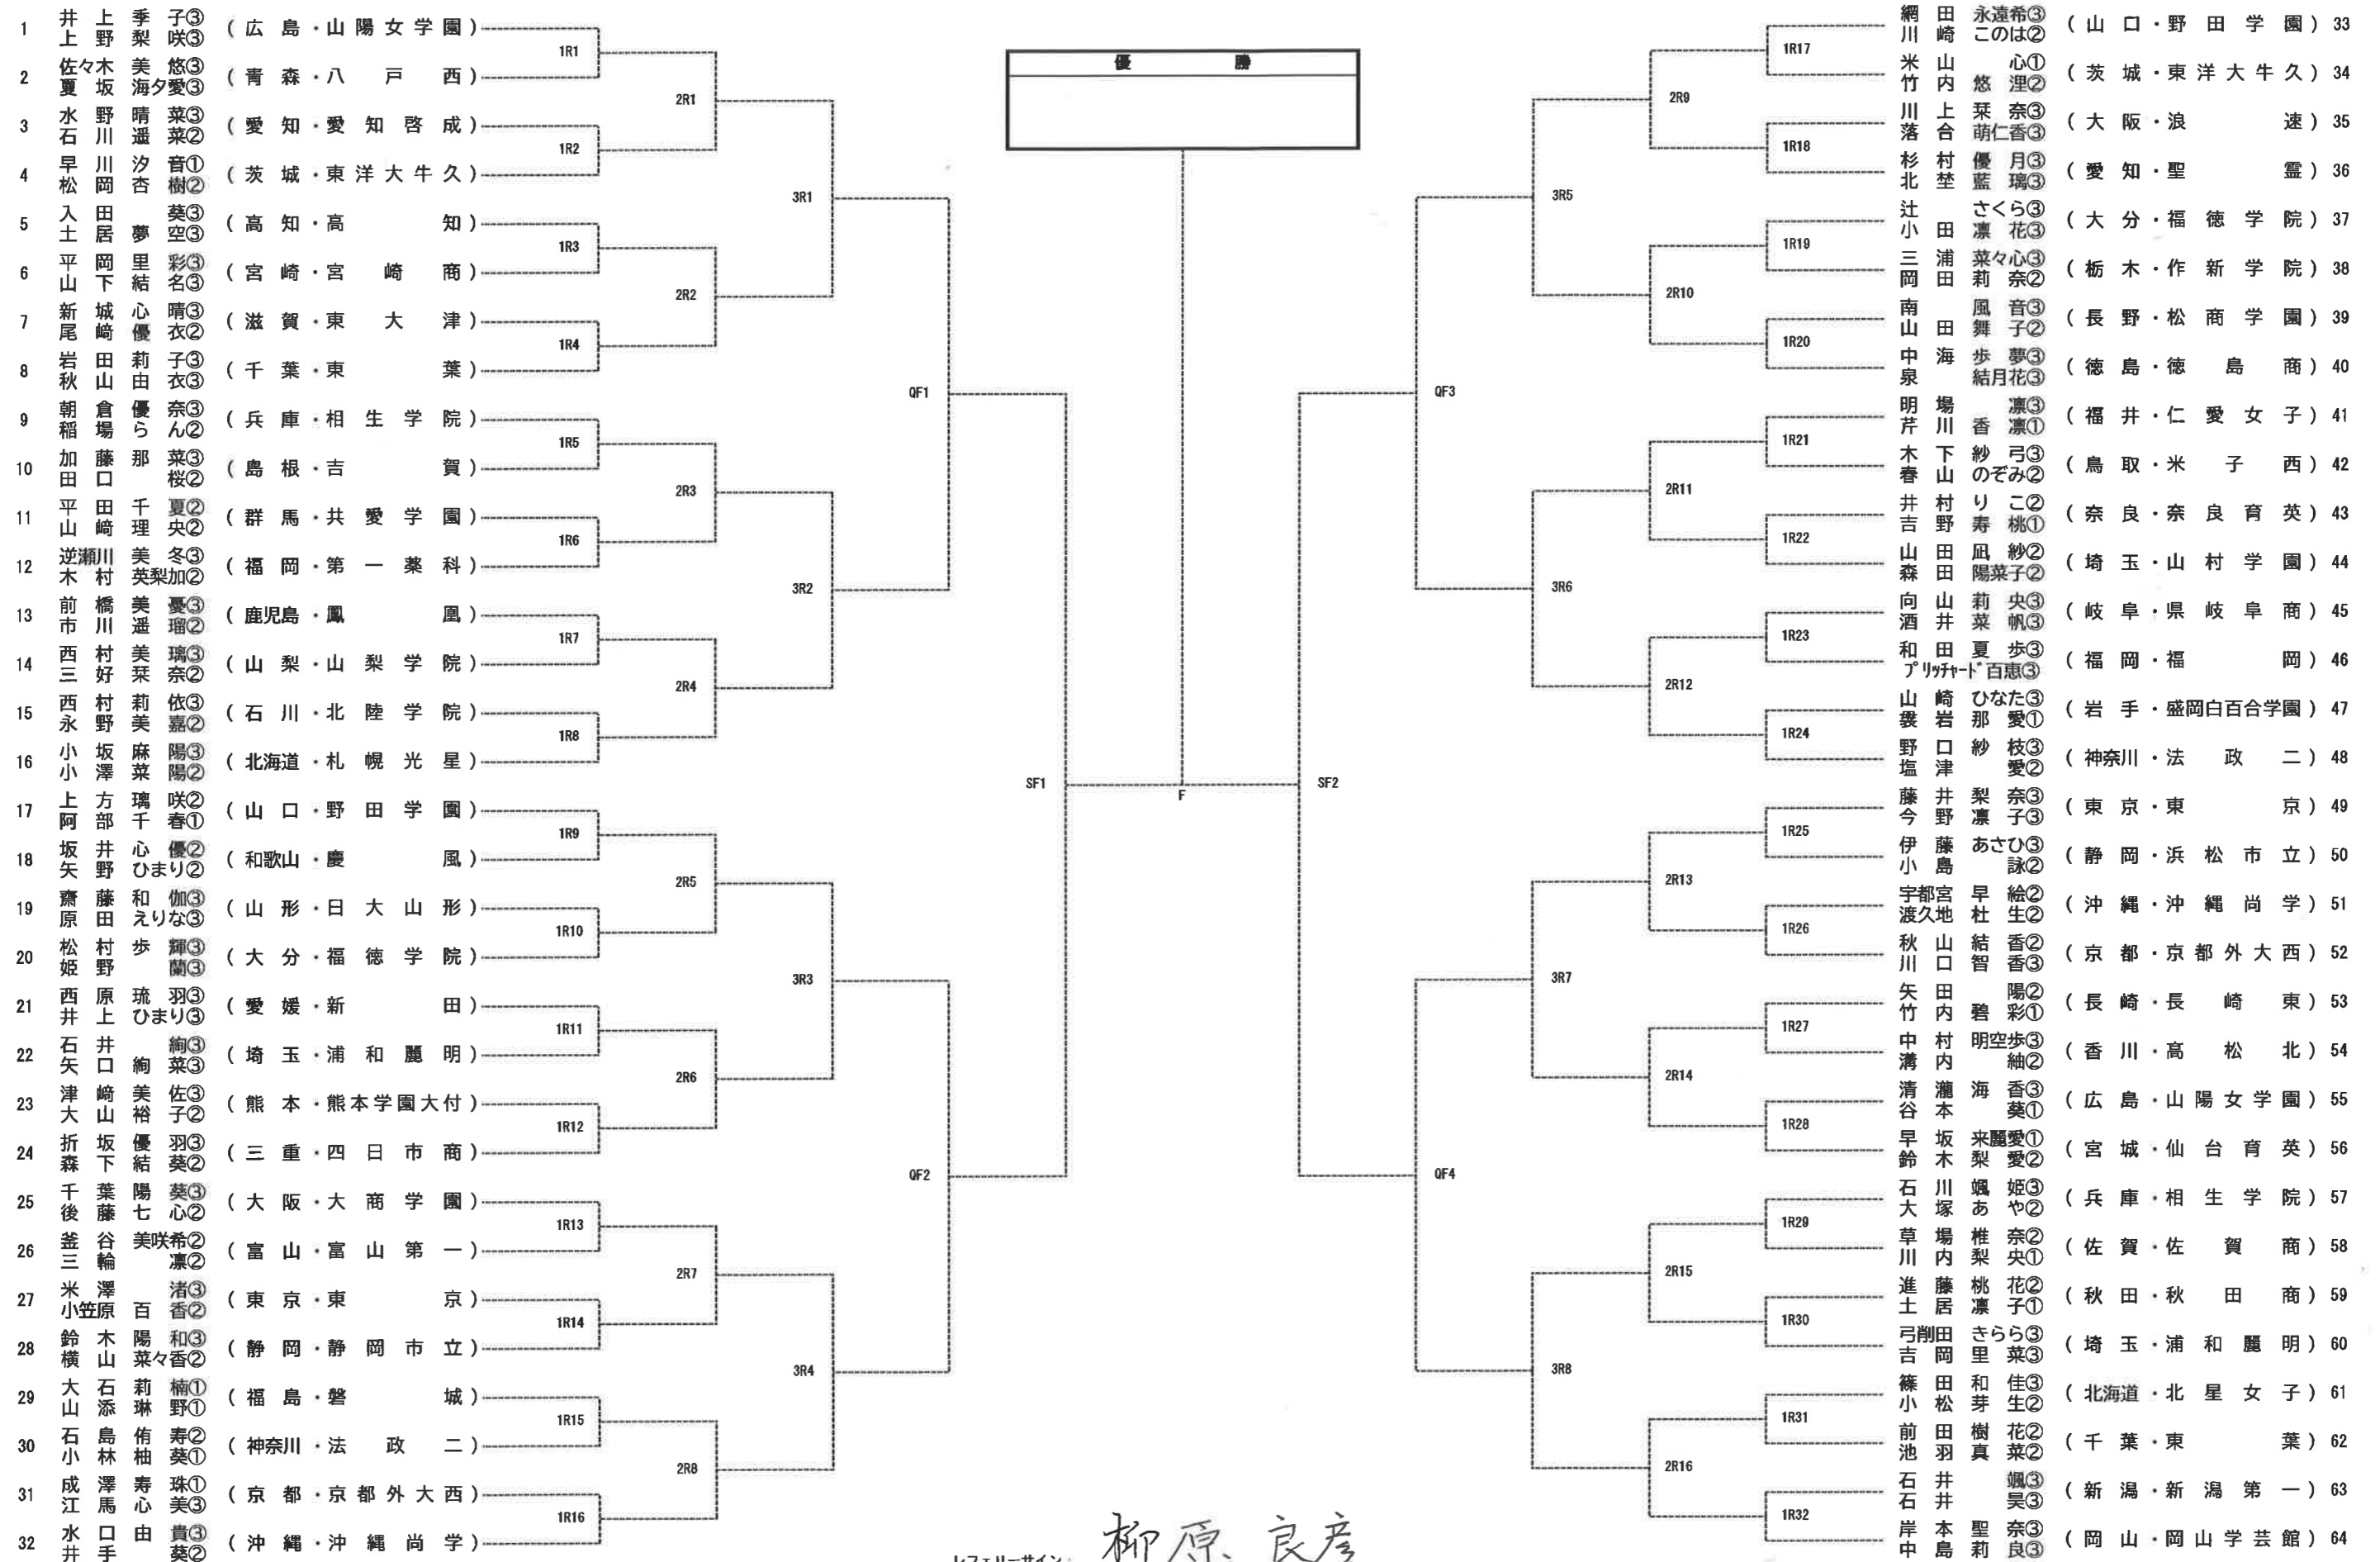 優 勝
1 井上季子③ 上野梨咲③ (広島・山陽女学園)
2 佐々木美悠③ 夏坂海夕愛③ (青森・八戸西)
3 水野晴菜③ 石川遥菜② (愛知・愛知啓成)
4 早川汐音① 松岡杏樹② (茨城・東洋大牛久)
5 入田葵③ 土居夢空③ (高知・高知)
6 平岡里彩③ 山下結名③ (宮崎・宮崎商)
7 新城心晴③ 尾﨑優衣② (滋賀・東大津)
8 岩田莉子③ 秋山由衣③ (千葉・東葉)
9 朝倉優奈③ 稲場らん② (兵庫・相生学院)
10 加藤那菜③ 田口桜② (島根・吉賀)
11 平田千夏② 山﨑理央② (群馬・共愛学園)
12 逆瀬川美冬③ 木村英梨加② (福岡・第一薬科)
13 前橋美憂③ 市川遥瑠② (鹿児島・鳳凰)
14 西村美璃③ 三好栞奈② (山梨・山梨学院)
15 西村莉依③ 永野美嘉② (石川・北陸学院)
16 小坂麻陽③ 小澤菜陽② (北海道・札幌光星)
17 上方璃咲② 阿部千春① (山口・野田学園)
18 坂井心優② 矢野ひまり② (和歌山・慶風)
19 齋藤和伽③ 原田えりな③ (山形・日大山形)
20 松村歩輝③ 姫野蘭③ (大分・福徳学院)
21 西原琉羽③ 井上ひまり③ (愛媛・新田)
22 石井絢③ 矢口絢菜③ (埼玉・浦和麗明)
23 津﨑美佐③ 大山裕子② (熊本・熊本学園大付)
24 折坂優羽③ 森下結葵② (三重・四日市商)
25 千葉陽葵③ 後藤七心② (大阪・大商学園)
26 釜谷美咲希② 三輪凛② (富山・富山第一)
27 米澤渚③ 小笠原百香② (東京・東京)
28 鈴木陽和③ 横山菜々香② (静岡・静岡市立)
29 大石莉楠① 山添琳野① (福島・磐城)
30 石島侑寿② 小林柚葵① (神奈川・法政二)
31 成澤寿珠① 江馬心美③ (京都・京都外大西)
32 水口由貴③ 井手葵② (沖縄・沖縄尚学)
1R1
1R2
1R3
1R4
1R5
1R6
1R7
1R8
1R9
1R10
1R11
1R12
1R13
1R14
1R15
1R16
2R1
2R2
2R3
2R4
2R5
2R6
2R7
2R8
3R1
3R2
3R3
3R4
QF1
QF2
SF1
F
SF2
QF3
QF4
3R5
3R6
3R7
3R8
2R9
2R10
2R11
2R12
2R13
2R14
2R15
2R16
1R17
1R18
1R19
1R20
1R21
1R22
1R23
1R24
1R25
1R26
1R27
1R28
1R29
1R30
1R31
1R32
網田永遠希③ 川崎このは② (山口・野田学園) 33
米山心① 竹内悠浬② (茨城・東洋大牛久) 34
川上栞奈③ 落合萌仁香③ (大阪・浪速) 35
杉村優月③ 北埜藍璃③ (愛知・聖霊) 36
辻さくら③ 小田凛花③ (大分・福徳学院) 37
三浦菜々心③ 岡田莉奈② (栃木・作新学院) 38
南風音③ 山田舞子② (長野・松商学園) 39
中海歩夢③ 泉結月花③ (徳島・徳島商) 40
明場凛③ 芹川香凛① (福井・仁愛女子) 41
木下紗弓③ 春山のぞみ② (鳥取・米子西) 42
井村りこ② 吉野寿桃① (奈良・奈良育英) 43
山田凪紗② 森田陽菜子② (埼玉・山村学園) 44
向山莉央③ 酒井菜帆③ (岐阜・県岐阜商) 45
和田夏歩③ プリッチャード百恵③ (福岡・福岡) 46
山崎ひなた③ 袰岩那愛① (岩手・盛岡白百合学園) 47
野口紗枝③ 塩津愛② (神奈川・法政二) 48
藤井梨奈③ 今野凛子③ (東京・東京) 49
伊藤あさひ③ 小島詠② (静岡・浜松市立) 50
宇都宮早絵② 渡久地杜生② (沖縄・沖縄尚学) 51
秋山結香② 川口智香③ (京都・京都外大西) 52
矢田陽② 竹内碧彩① (長崎・長崎東) 53
中村明空歩③ 溝内紬② (香川・高松北) 54
清瀧海香③ 谷本葵① (広島・山陽女学園) 55
早坂来麗愛① 鈴木梨愛② (宮城・仙台育英) 56
石川颯姫③ 大塚あや② (兵庫・相生学院) 57
草場椎奈② 川内梨央① (佐賀・佐賀商) 58
進藤桃花② 土居凛子① (秋田・秋田商) 59
弓削田きらら③ 吉岡里菜③ (埼玉・浦和麗明) 60
篠田和佳③ 小松芽生② (北海道・北星女子) 61
前田樹花② 池羽真菜② (千葉・東葉) 62
石井颯③ 石井昊③ (新潟・新潟第一) 63
岸本聖奈③ 中島莉良③ (岡山・岡山学芸館) 64
レフェリーサイン 柳原 良彦